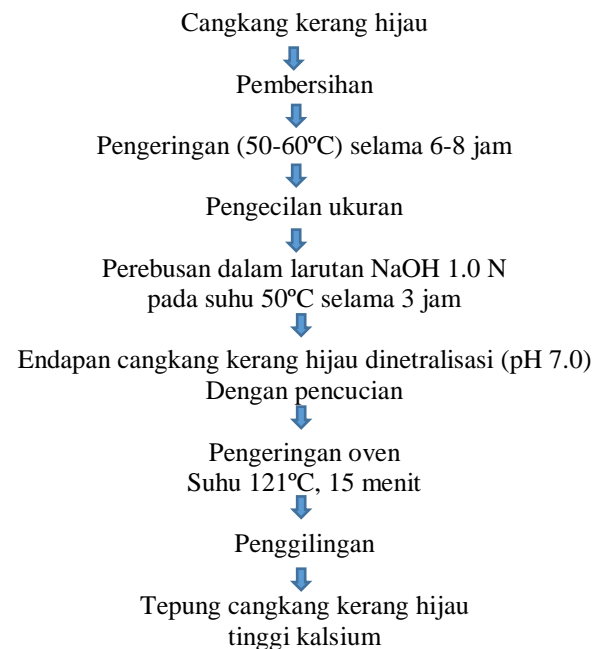 Cangkang kerang hijau
Pembersihan
Pengeringan (50-60ºC) selama 6-8 jam
Pengecilan ukuran
Perebusan dalam larutan NaOH 1.0 N
pada suhu 50ºC selama 3 jam
Endapan cangkang kerang hijau dinetralisasi (pH 7.0)
Dengan pencucian
Pengeringan oven
Suhu 121ºC, 15 menit
Penggilingan
Tepung cangkang kerang hijau
tinggi kalsium